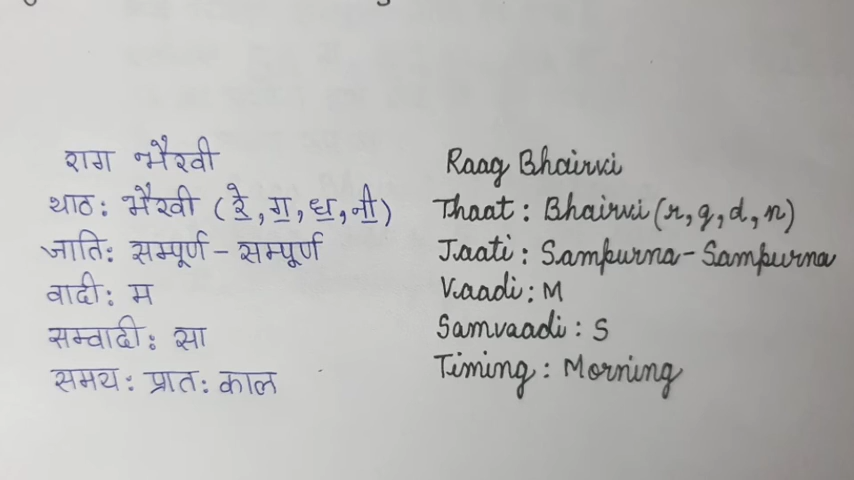 राग भैरवी
थाठ: भैरवी (रे॒, ग॒, ध॒, नी॒)
जाति: सम्पूर्ण - सम्पूर्ण
वादी: म
सम्वादी: सा
समय: प्रात: काल
Raag Bhairvi
Thaat: Bhairvi (r, g, d, n)
Jaati: Sampurna - Sampurna
Vaadi: M
Samvaadi: S
Timing: Morning